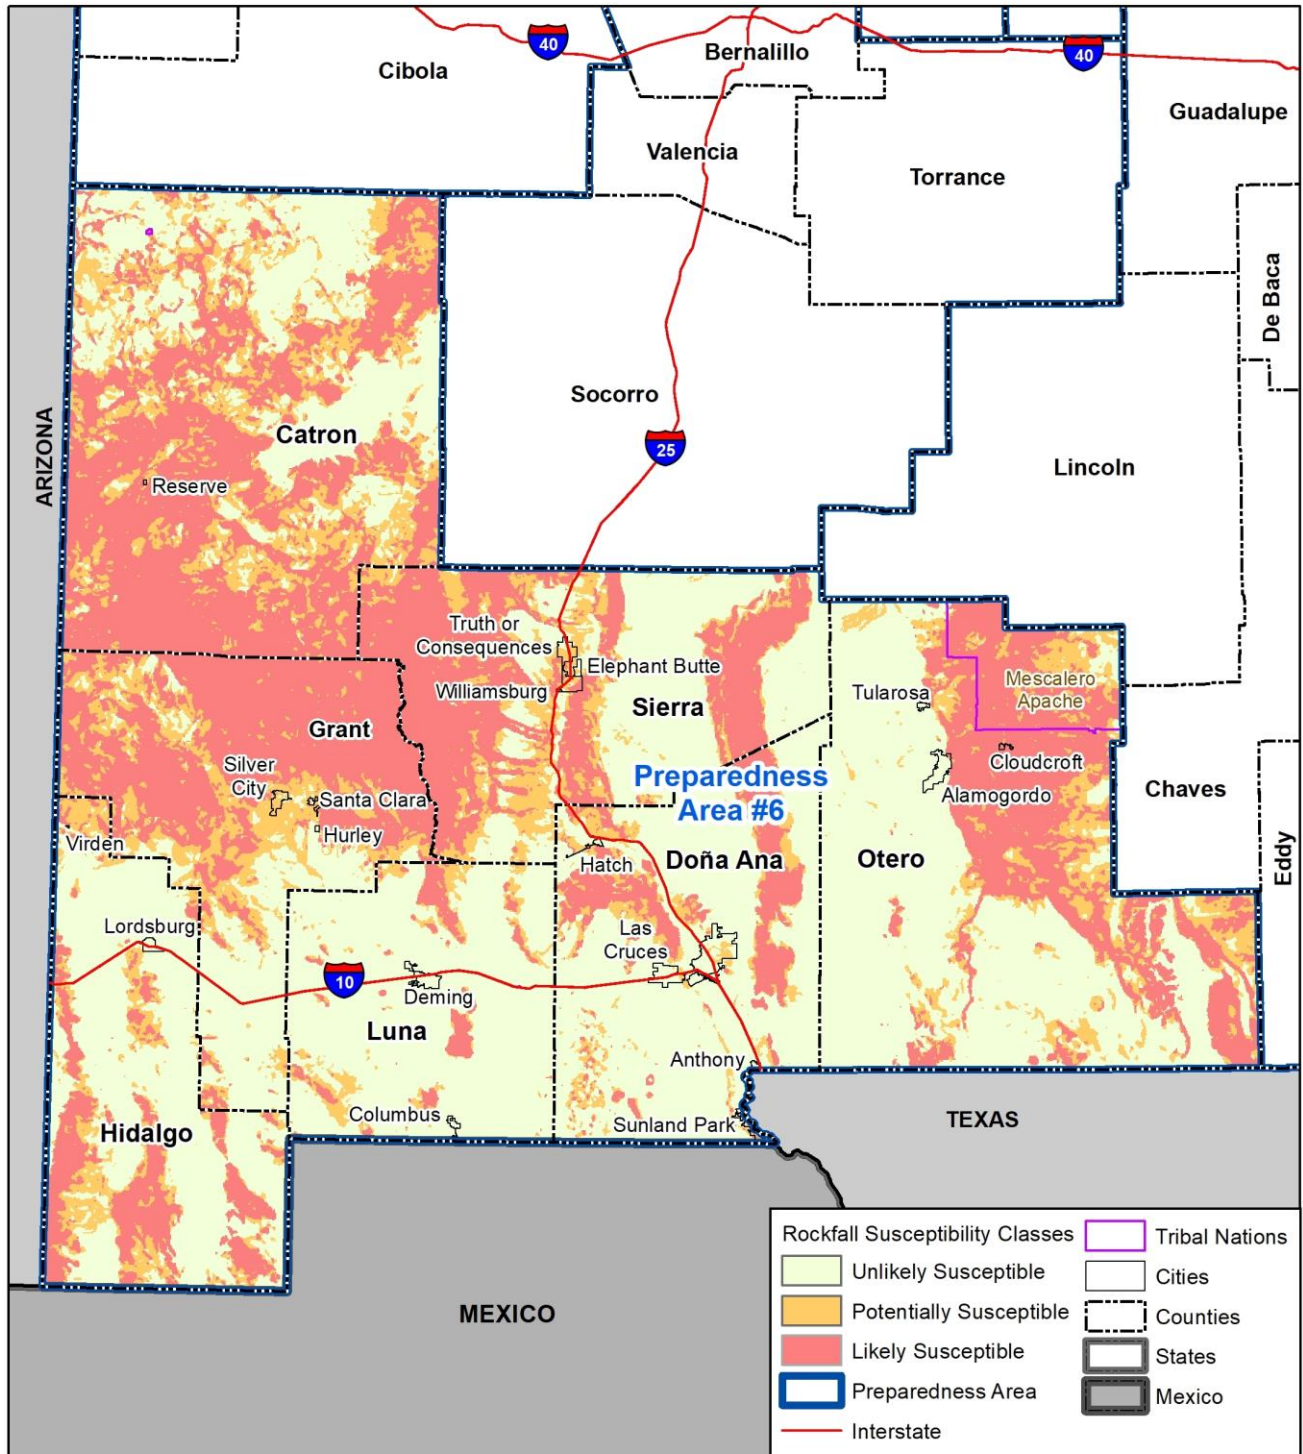 40
Bernalillo
40
Cibola
Guadalupe
Valencia
Torrance
De Baca
Socorro
25
ARIZONA
Catron
Lincoln
Reserve
Truth or
Consequences
Elephant Butte
Williamsburg
Sierra
Mescalero
Apache
Tularosa
Grant
Silver
City
Santa Clara
Hurley
Cloudcroft
Alamogordo
Preparedness
Area #6
Chaves
Virden
Hatch
Doña Ana
Otero
Eddy
Lordsburg
Las
Cruces
10
Deming
Luna
Anthony
Columbus
Sunland Park
Hidalgo
TEXAS
MEXICO
Rockfall Susceptibility Classes
Unlikely Susceptible
Potentially Susceptible
Likely Susceptible
Preparedness Area
Interstate
Tribal Nations
Cities
Counties
States
Mexico